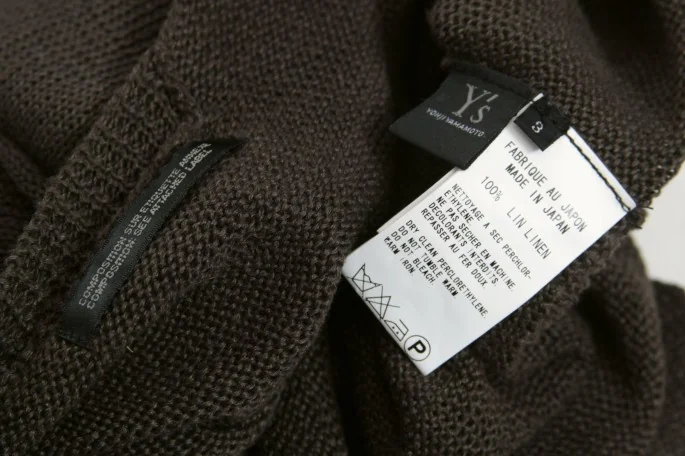 COMPOSITION SUR ETIQUETTE ANNEXE
COMPOSITION: SEE ATTACHED LABEL
Y's
YOHJI YAMAMOTO
3
FABRIQUE AU JAPON
MADE IN JAPAN
100% LIN LINEN
NETTOYAGE A SEC PERCHLOR-
ETHYLENE.
NE PAS SECHER EN MACHINE.
DECOLORANTS INTERDITS.
REPASSER AU FER DOUX.
DRY CLEAN PERCLORETHYLENE.
DO NOT TUMBLE WARM.
DO NOT BLEACH.
WARM IRON
P